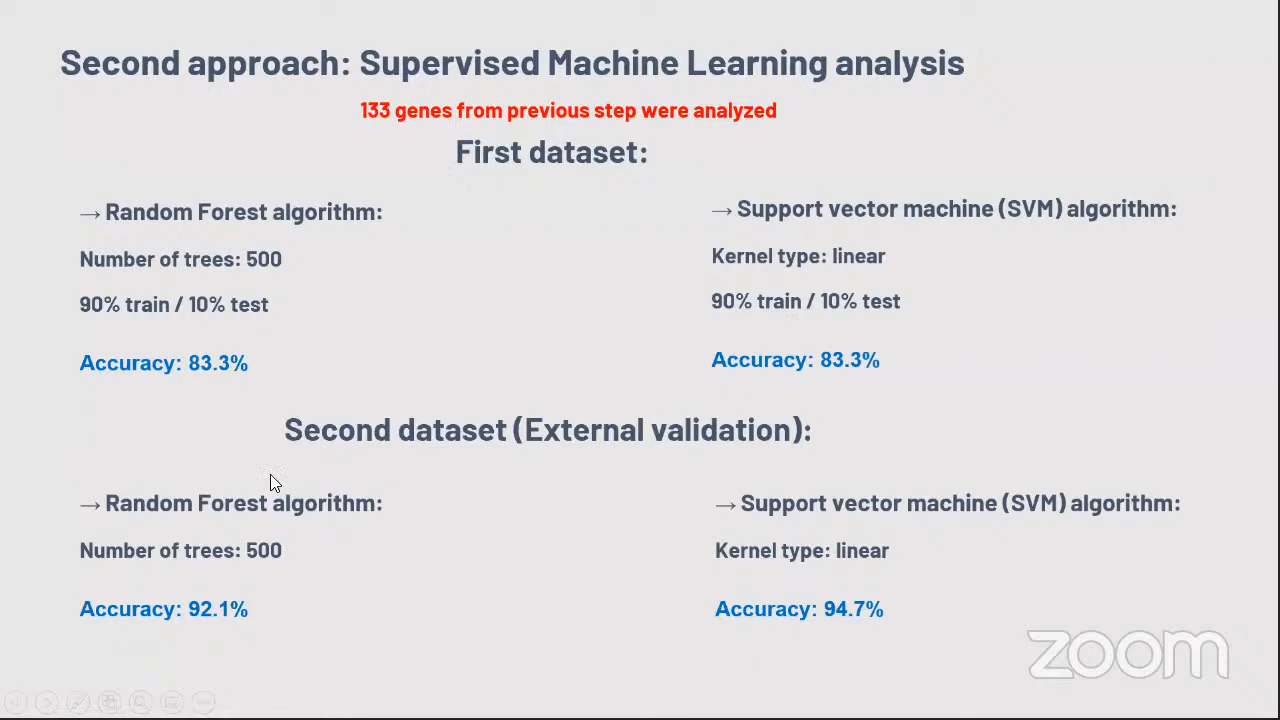 Second approach: Supervised Machine Learning analysis
133 genes from previous step were analyzed
First dataset:
→ Random Forest algorithm:
Number of trees: 500
90% train / 10% test
Accuracy: 83.3%
→ Support vector machine (SVM) algorithm:
Kernel type: linear
90% train / 10% test
Accuracy: 83.3%
Second dataset (External validation):
→ Random Forest algorithm:
Number of trees: 500
Accuracy: 92.1%
→ Support vector machine (SVM) algorithm:
Kernel type: linear
Accuracy: 94.7%
zoom